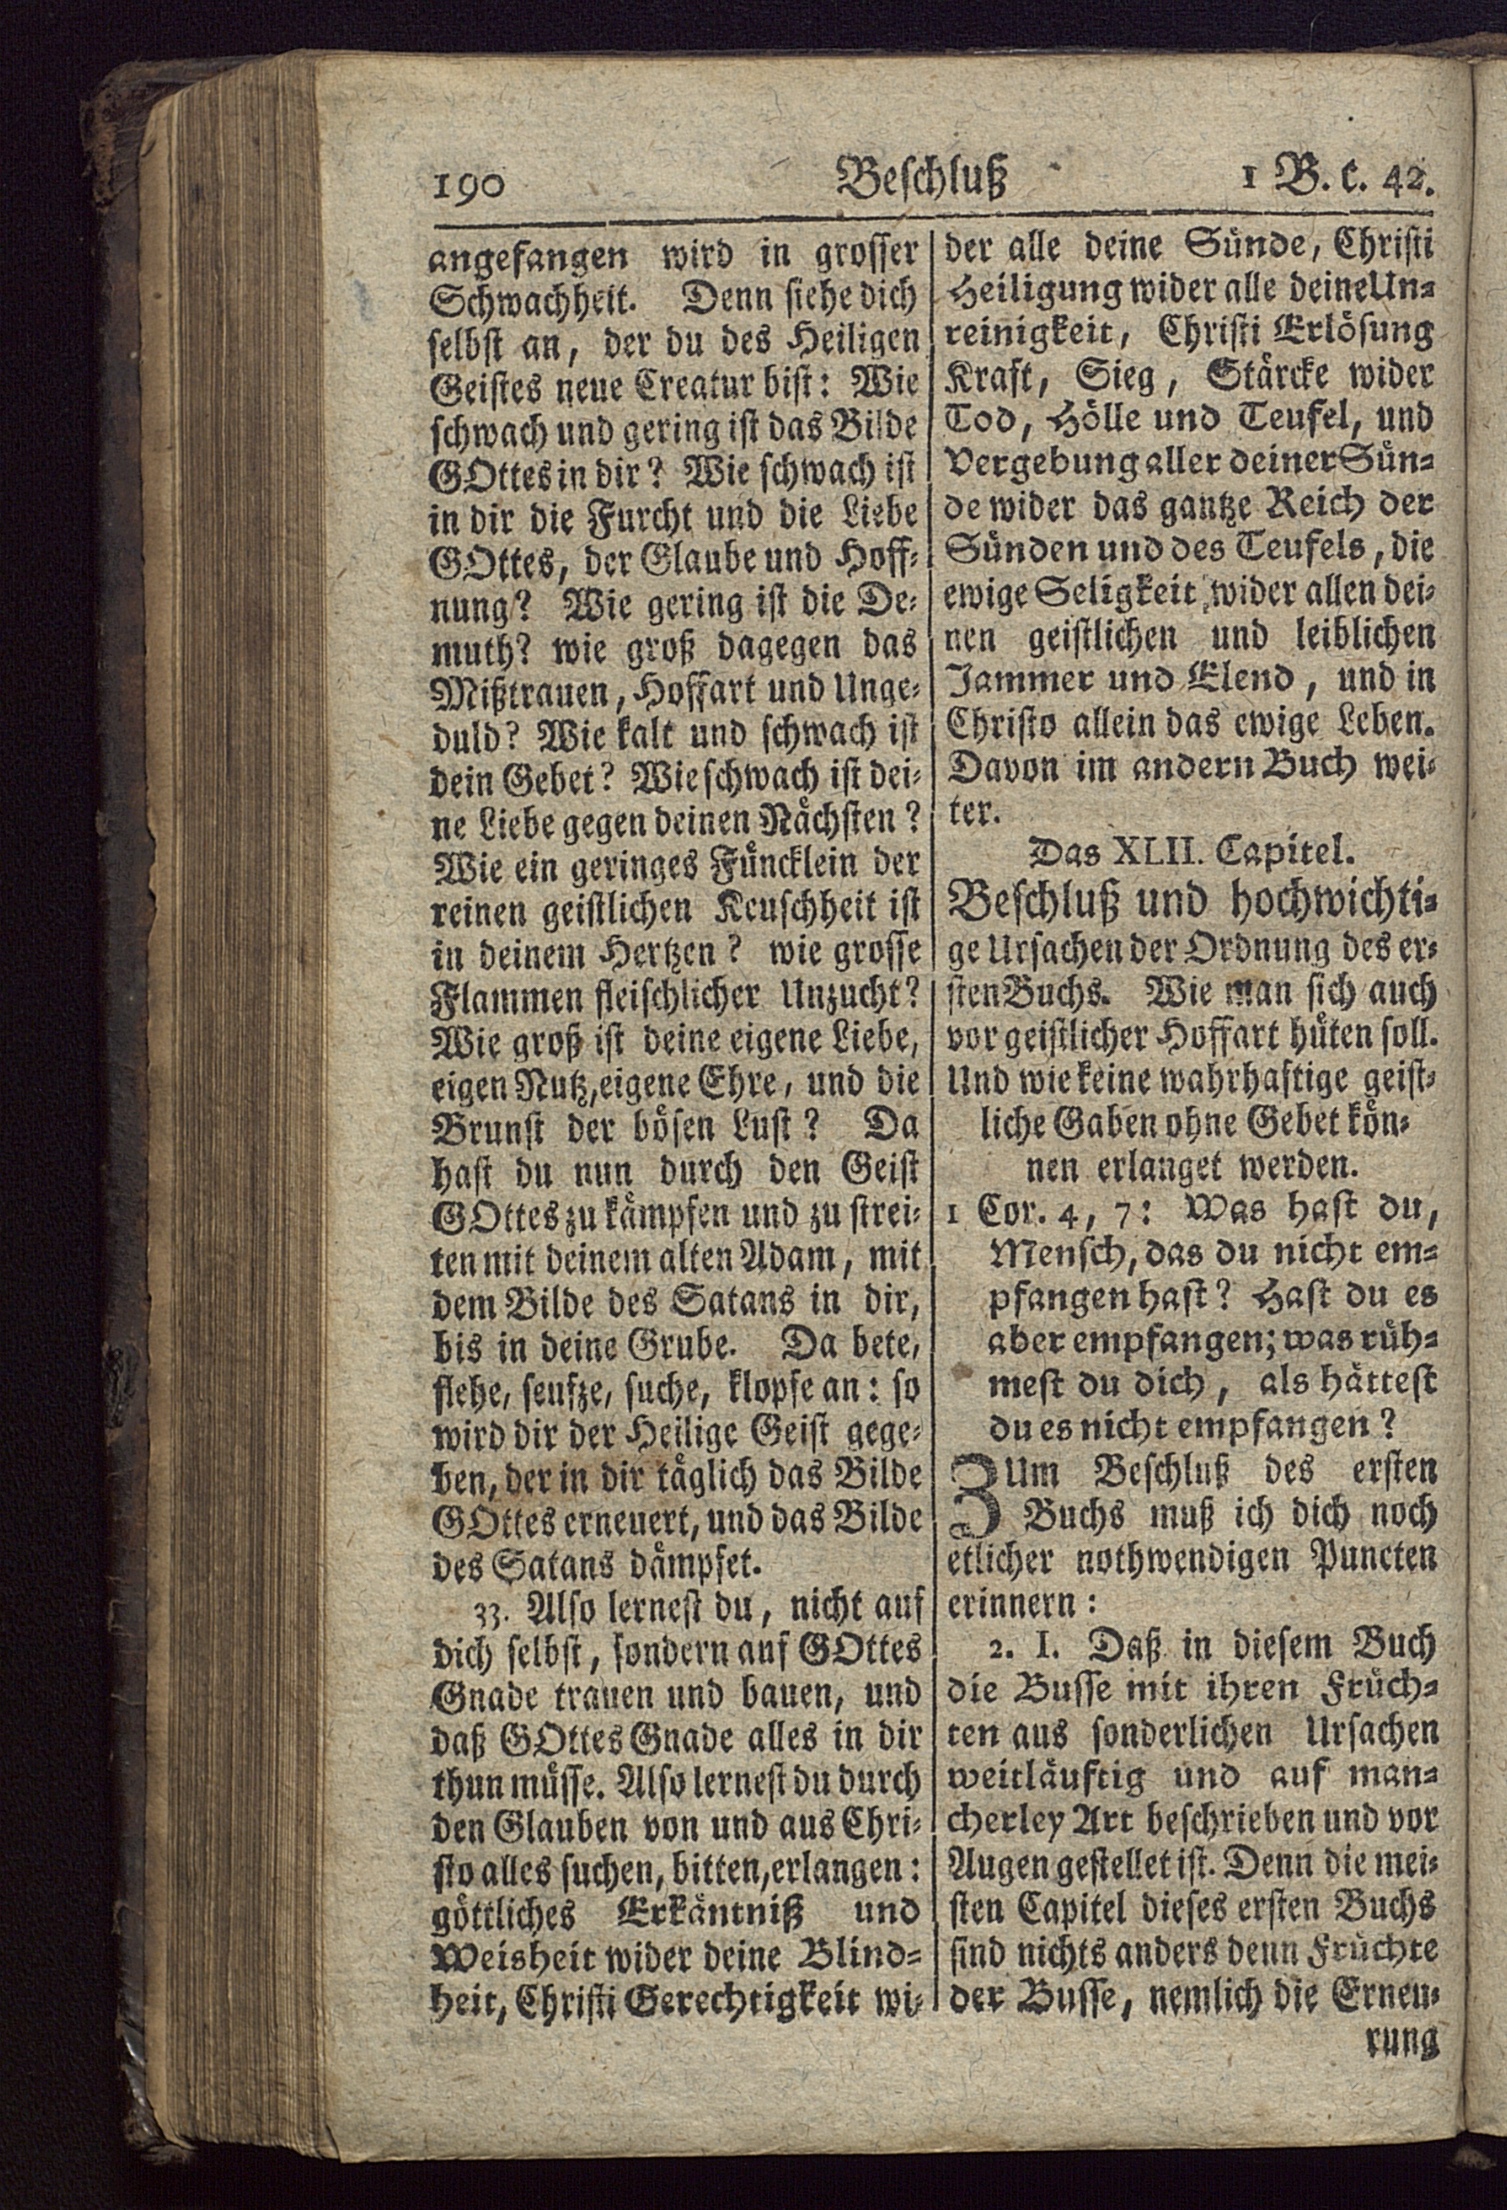 190 Beschluß 1 B. C. 42.
angefangen wird in grosser
Schwachheit. Denn siehe dich
selbst an, der du des Heiligen
Geistes neue Creatur bist: Wie
schwach und gering ist das Bilde
GOttes in dir? Wie schwach ist
in dir die Furcht und die Liebe
GOttes, der Glaube und Hoff-
nung? Wie gering ist die De-
muth? wie groß dagegen das
Mißtrauen, Hoffart und Unge-
duld? Wie kalt und schwach ist
dein Gebet? Wie schwach ist dei-
ne Liebe gegen deinen Nächsten?
Wie ein geringes Füncklein der
reinen geistlichen Keuschheit ist
in deinem Hertzen? wie grosse
Flammen fleischlicher Unzucht?
Wie groß ist deine eigene Liebe,
eigen Nutz, eigene Ehre, und die
Brunst der bösen Lust? Da
hast du nun durch den Geist
GOttes zu kämpfen und zu strei-
ten mit deinem alten Adam, mit
dem Bilde des Satans in dir,
bis in deine Grube. Da bete,
flehe, seufze, suche, klopfe an: so
wird dir der Heilige Geist gege-
ben, der in dir täglich das Bilde
GOttes erneuert, und das Bilde
des Satans dämpfet.
33. Also lernest du, nicht auf
dich selbst, sondern auf GOttes
Gnade trauen und bauen, und
daß GOttes Gnade alles in dir
thun müsse. Also lernest du durch
den Glauben von und aus Chri-
sto alles suchen, bitten, erlangen:
göttliches Erkäntniß und
Weisheit wider deine Blind-
heit, Christi Gerechtigkeit wi-
der alle deine Sünde, Christi
Heiligung wider alle deine Un-
reinigkeit, Christi Erlösung
Kraft, Sieg, Stärcke wider
Tod, Hölle und Teufel, und
Vergebung aller deiner Sün-
de wider das gantze Reich der
Sünden und des Teufels, die
ewige Seligkeit wider allen dei-
nen geistlichen und leiblichen
Jammer und Elend, und in
Christo allein das ewige Leben.
Davon im andern Buch wei-
ter.
Das XLII. Capitel.
Beschluß und hochwichti-
ge Ursachen der Ordnung des er-
sten Buchs. Wie man sich auch
vor geistlicher Hoffart hüten soll.
Und wie keine wahrhaftige geist-
liche Gaben ohne Gebet kön-
nen erlanget werden.
1 Cor. 4, 7: Was hast du,
Mensch, das du nicht em-
pfangen hast? Hast du es
aber empfangen; was rüh-
mest du dich, als hättest
du es nicht empfangen?
ZUm Beschluß des ersten
Buchs muß ich dich noch
etlicher nothwendigen Puncten
erinnern:
2. I. Daß in diesem Buch
die Busse mit ihren Früch-
ten aus sonderlichen Ursachen
weitläuftig und auf man-
cherley Art beschrieben und vor
Augen gestellet ist. Denn die mei-
sten Capitel dieses ersten Buchs
sind nichts anders denn Früchte
der Busse, nemlich die Erneu-
rung